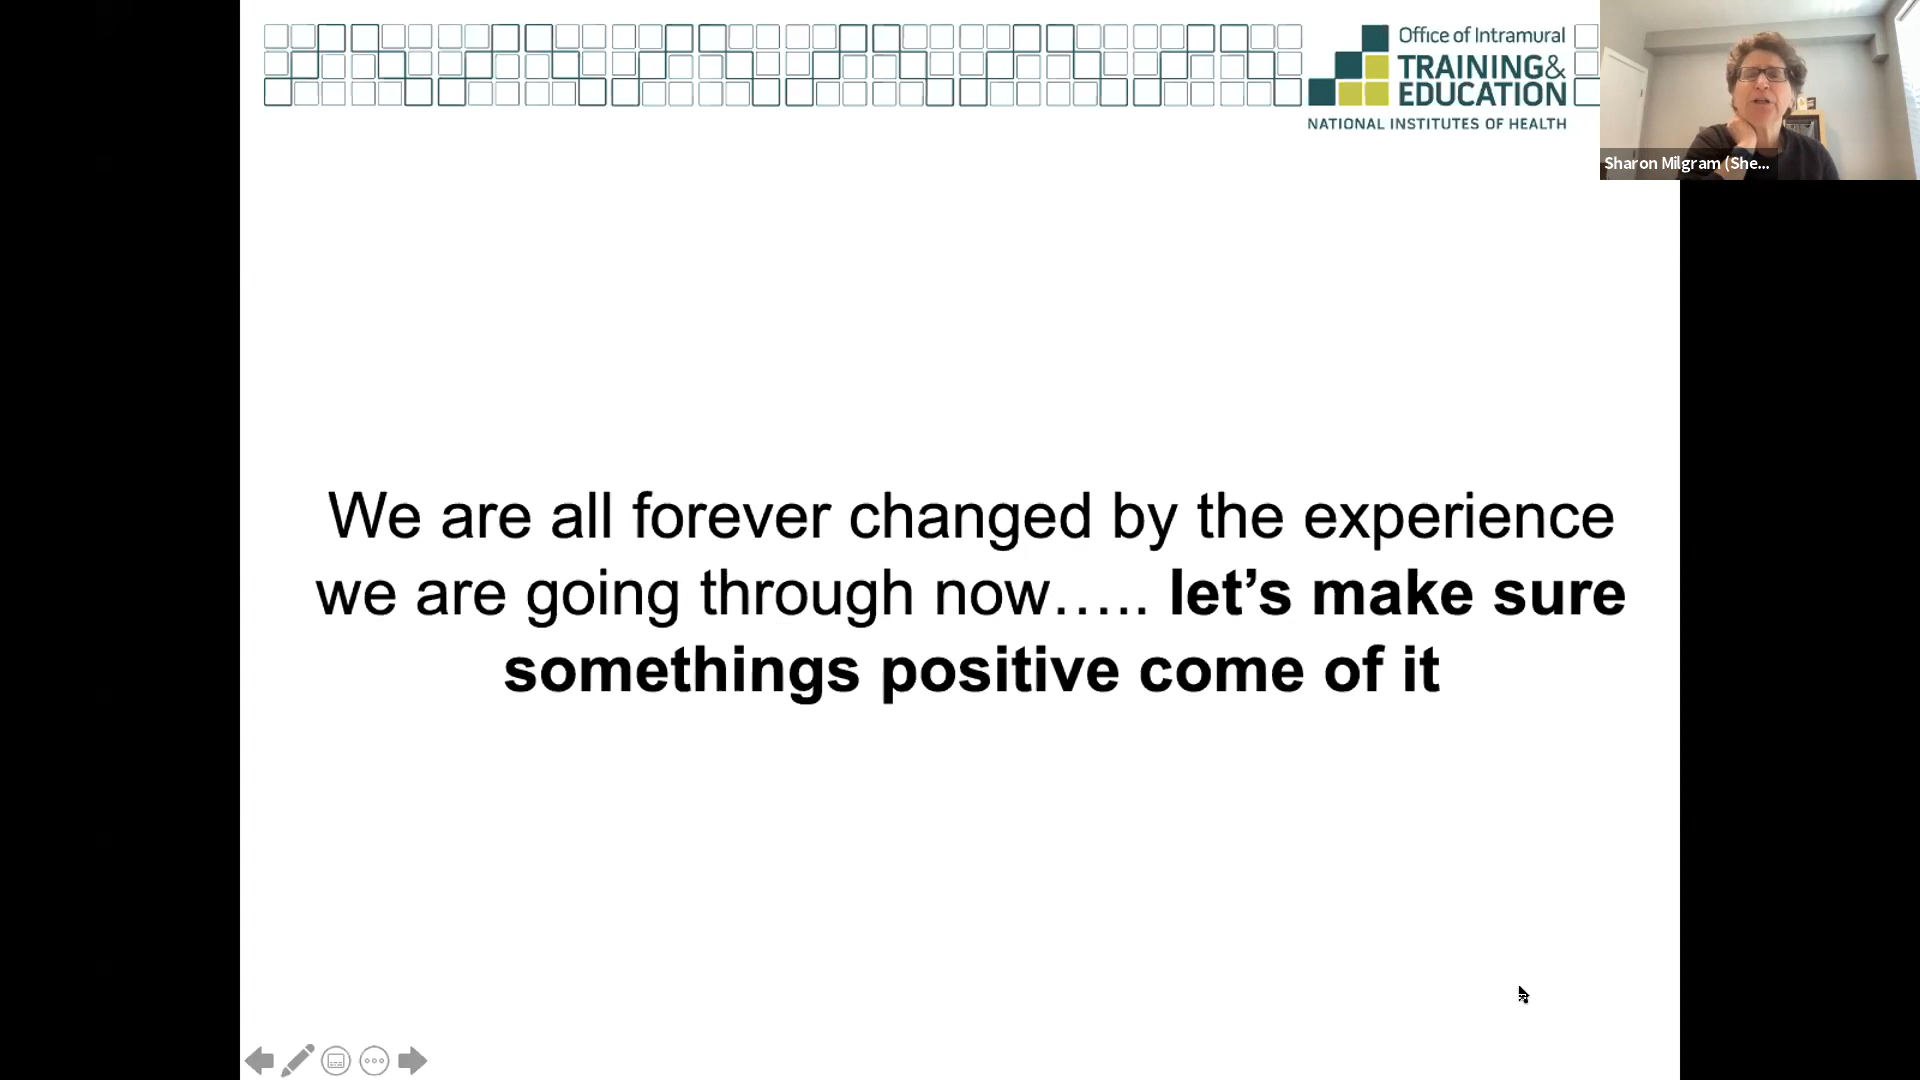 Office of Intramural
TRAINING&
EDUCATION
NATIONAL INSTITUTES OF HEALTH
Sharon Milgram (She...
We are all forever changed by the experience
we are going through now….. let’s make sure
somethings positive come of it